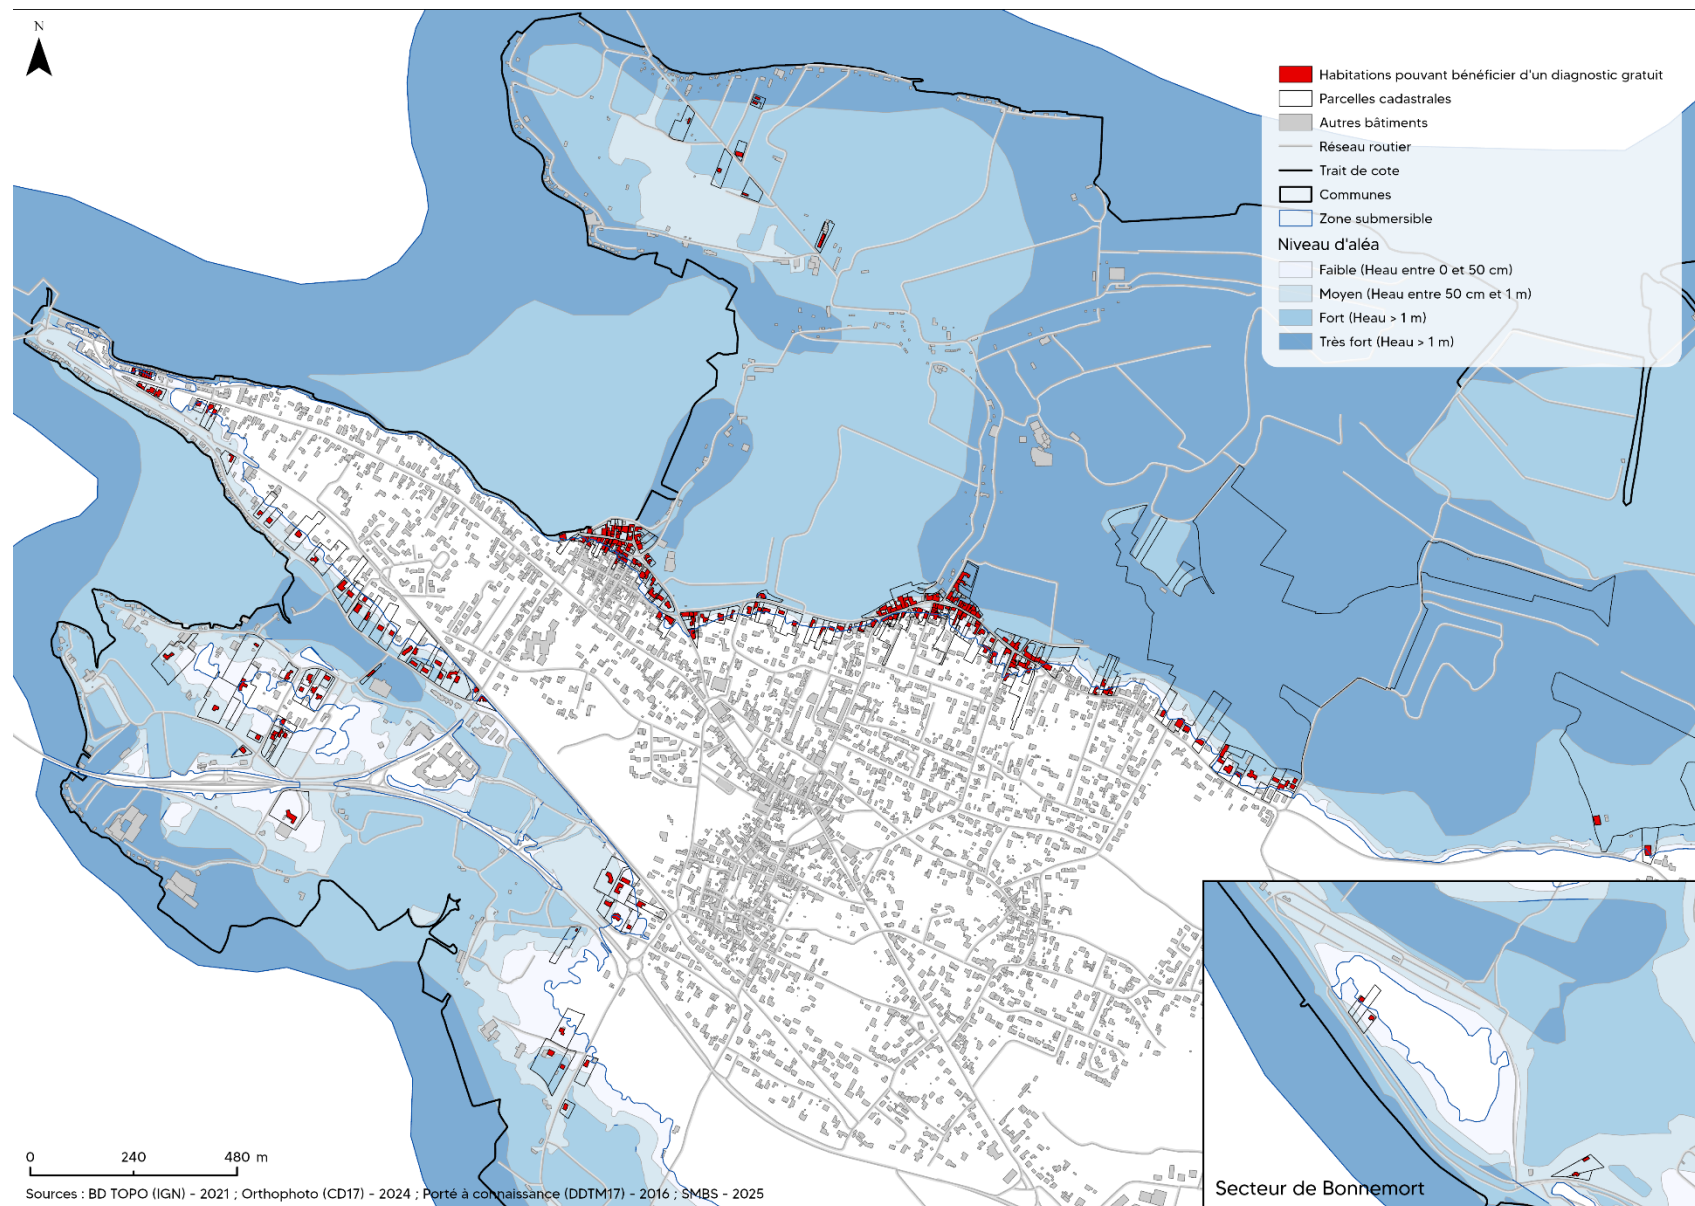 N
Habitations pouvant bénéficier d'un diagnostic gratuit
Parcelles cadastrales
Autres bâtiments
Réseau routier
Trait de cote
Communes
Zone submersible
Niveau d'aléa
Faible (Heau entre 0 et 50 cm)
Moyen (Heau entre 50 cm et 1 m)
Fort (Heau > 1 m)
Très fort (Heau > 1 m)
0 240 480 m
Sources : BD TOPO (IGN) - 2021 ; Orthophoto (CD17) - 2024 ; Porté à connaissance (DDTM17) - 2016 ; SMBS - 2025
Secteur de Bonnemort